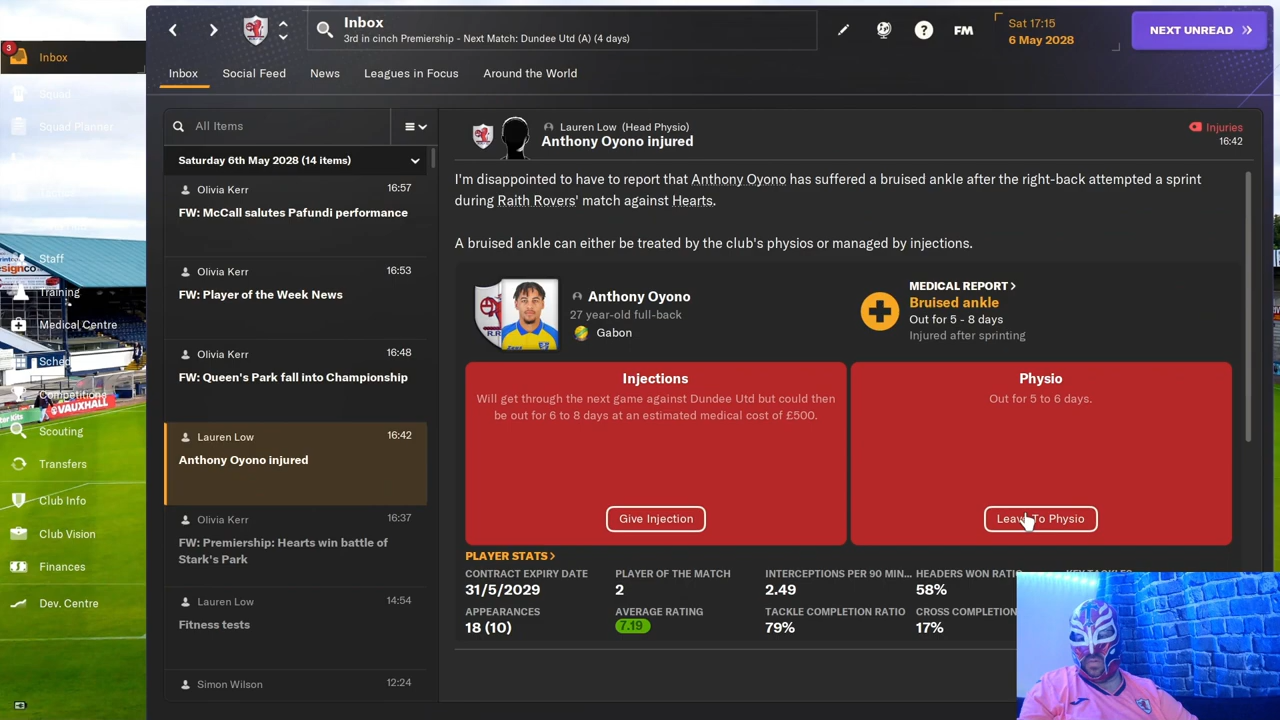 Inbox
3rd in cinch Premiership - Next Match: Dundee Utd (A) (4 days)
FM
Sat 17:15
6 May 2028
NEXT UNREAD
3
Inbox
Squad
Squad Planner
Staff
Training
Medical Centre
Sched
Competitions
VAUXHALL
Scouting
Transfers
Club Info
Club Vision
Finances
Dev. Centre
Inbox
Social Feed
News
Leagues in Focus
Around the World
All Items
Saturday 6th May 2028 (14 items)
Olivia Kerr
16:57
FW: McCall salutes Pafundi performance
Olivia Kerr
16:53
FW: Player of the Week News
Olivia Kerr
16:48
FW: Queen's Park fall into Championship
Lauren Low
16:42
Anthony Oyono injured
Olivia Kerr
16:37
FW: Premiership: Hearts win battle of
Stark's Park
Lauren Low
14:54
Fitness tests
Simon Wilson
12:24
Lauren Low (Head Physio)
Anthony Oyono injured
Injuries
16:42
I'm disappointed to have to report that Anthony Oyono has suffered a bruised ankle after the right-back attempted a sprint
during Raith Rovers' match against Hearts.
A bruised ankle can either be treated by the club's physios or managed by injections.
Anthony Oyono
27 year-old full-back
Gabon
MEDICAL REPORT >
Bruised ankle
Out for 5 - 8 days
Injured after sprinting
Injections
Will get through the next game against Dundee Utd but could then
be out for 6 to 8 days at an estimated medical cost of £500.
Give Injection
Physio
Out for 5 to 6 days.
Leave To Physio
PLAYER STATS >
CONTRACT EXPIRY DATE
31/5/2029
PLAYER OF THE MATCH
2
INTERCEPTIONS PER 90 MIN...
2.49
HEADERS WON RATIO
58%
APPEARANCES
18 (10)
AVERAGE RATING
7.19
TACKLE COMPLETION RATIO
79%
CROSS COMPLETION
17%